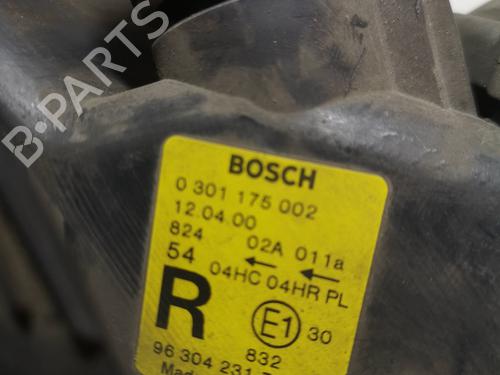 B-PARTS
BOSCH
0 301 175 002
12.04.00
824 02A 011a
54 ← ←
04HC 04HR PL
R E1 30
832
96 304 231
Made